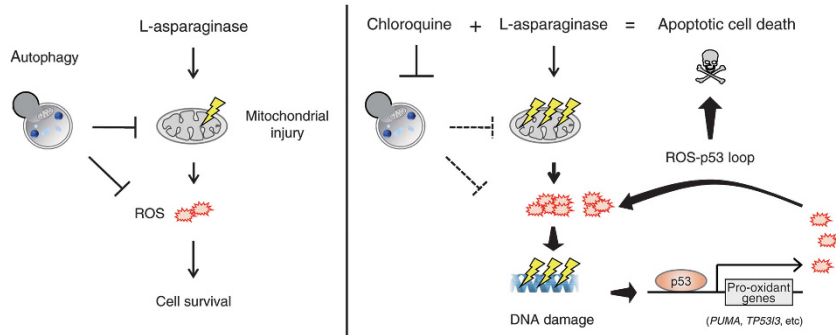 L-asparaginase
Autophagy
Mitochondrial
injury
ROS
Cell survival
Chloroquine + L-asparaginase = Apoptotic cell death
ROS-p53 loop
p53
Pro-oxidant
genes
DNA damage
(PUMA, TP53I3, etc)